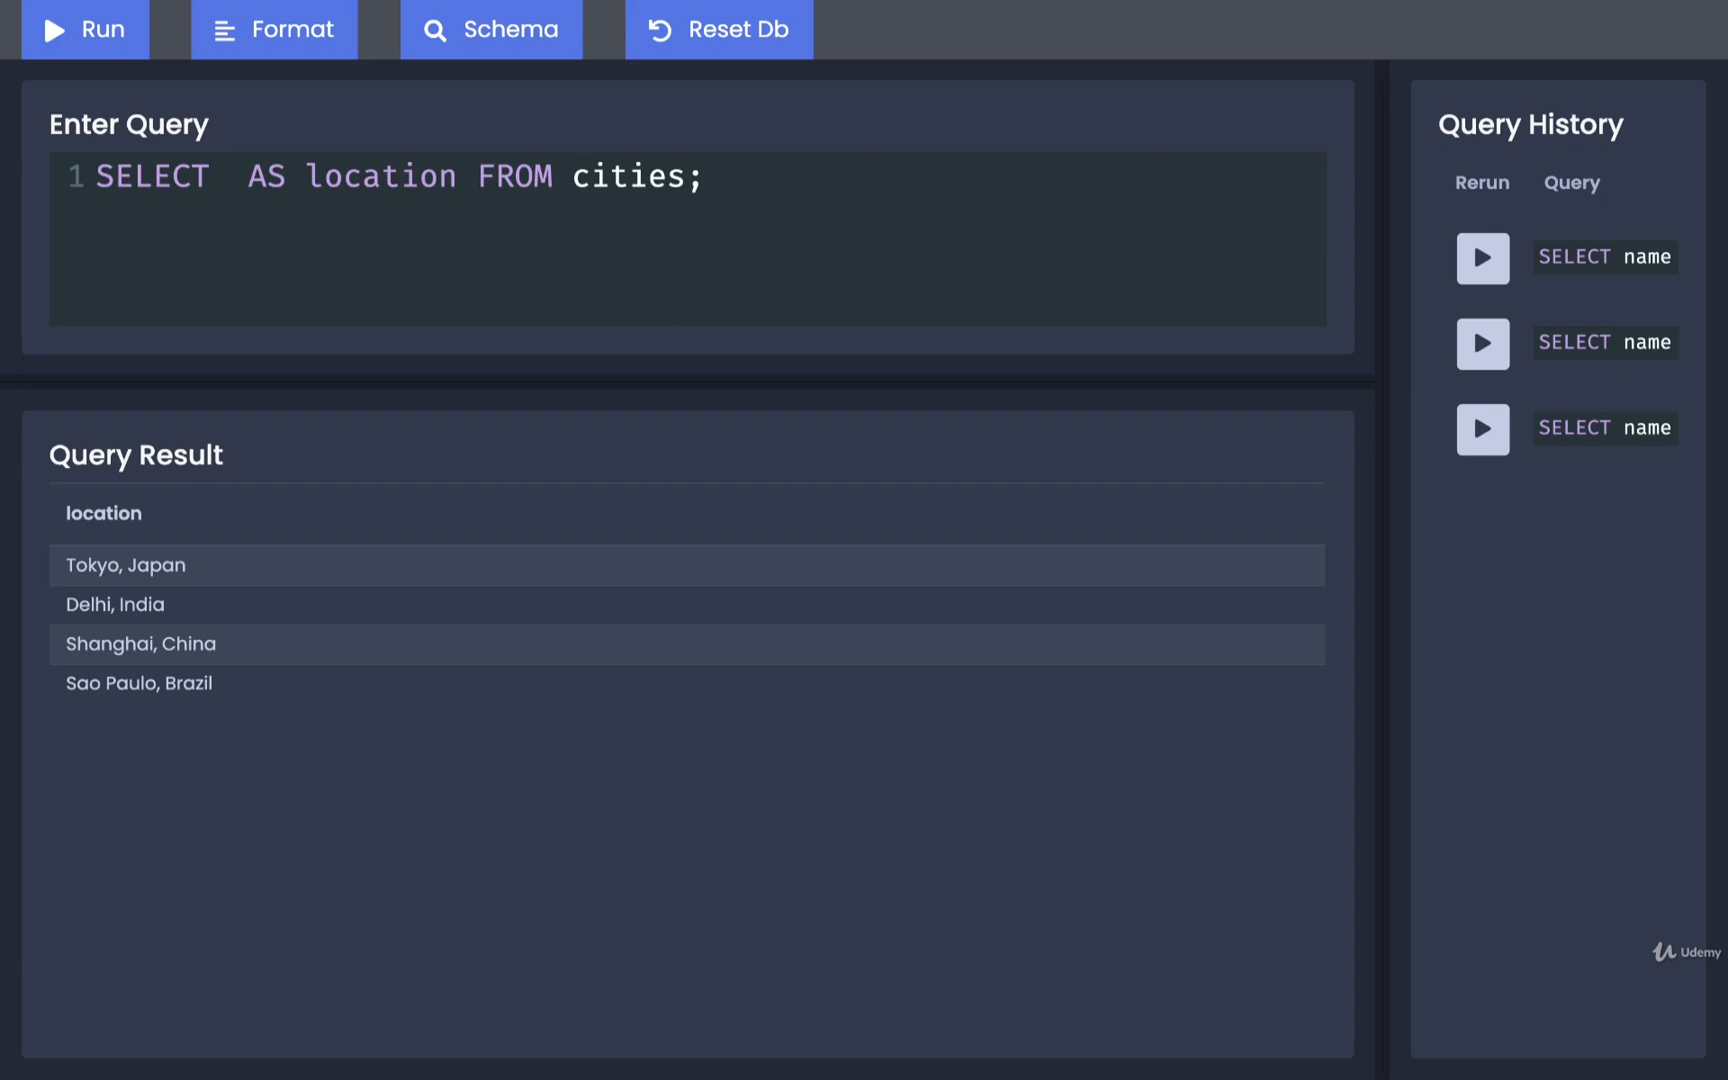 Run Format Schema Reset Db
Enter Query
1 SELECT  AS location FROM cities;
Query Result
location
Tokyo, Japan
Delhi, India
Shanghai, China
Sao Paulo, Brazil
Query History
Rerun Query
SELECT name
SELECT name
SELECT name
Udemy